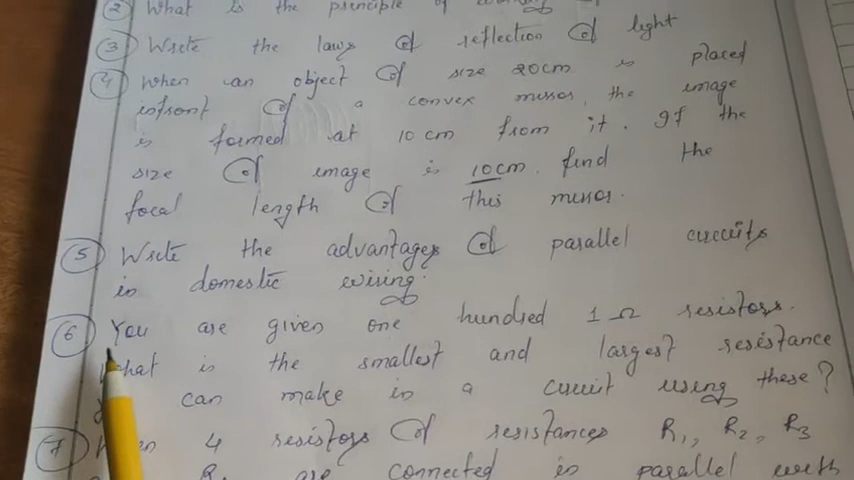 2 What is the principle of
3 Write the laws of reflection of light
4 When an object of size 20cm is placed
infront of a convex mirror, the image
is formed at 10 cm from it. If the
size of image is 10cm. find the
focal length of this mirror.
5 Write the advantages of parallel circuits
in domestic wiring.
6 You are given one hundred 1 Ω resistors.
What is the smallest and largest resistance
can make in a circuit using these?
7 When 4 resistors of resistances R1, R2, R3
are connected in parallel with